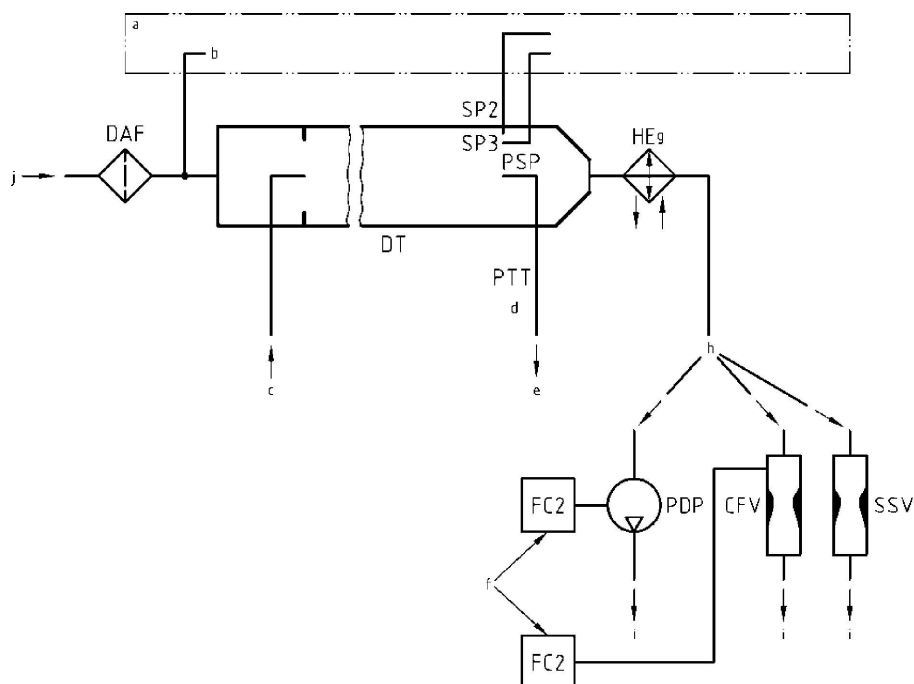 a
b
SP2
DAF
SP3
HEg
PSP
j
DT
PTT
d
h
c
e
FC2
PDP
CFV
SSV
f
i
i
i
FC2